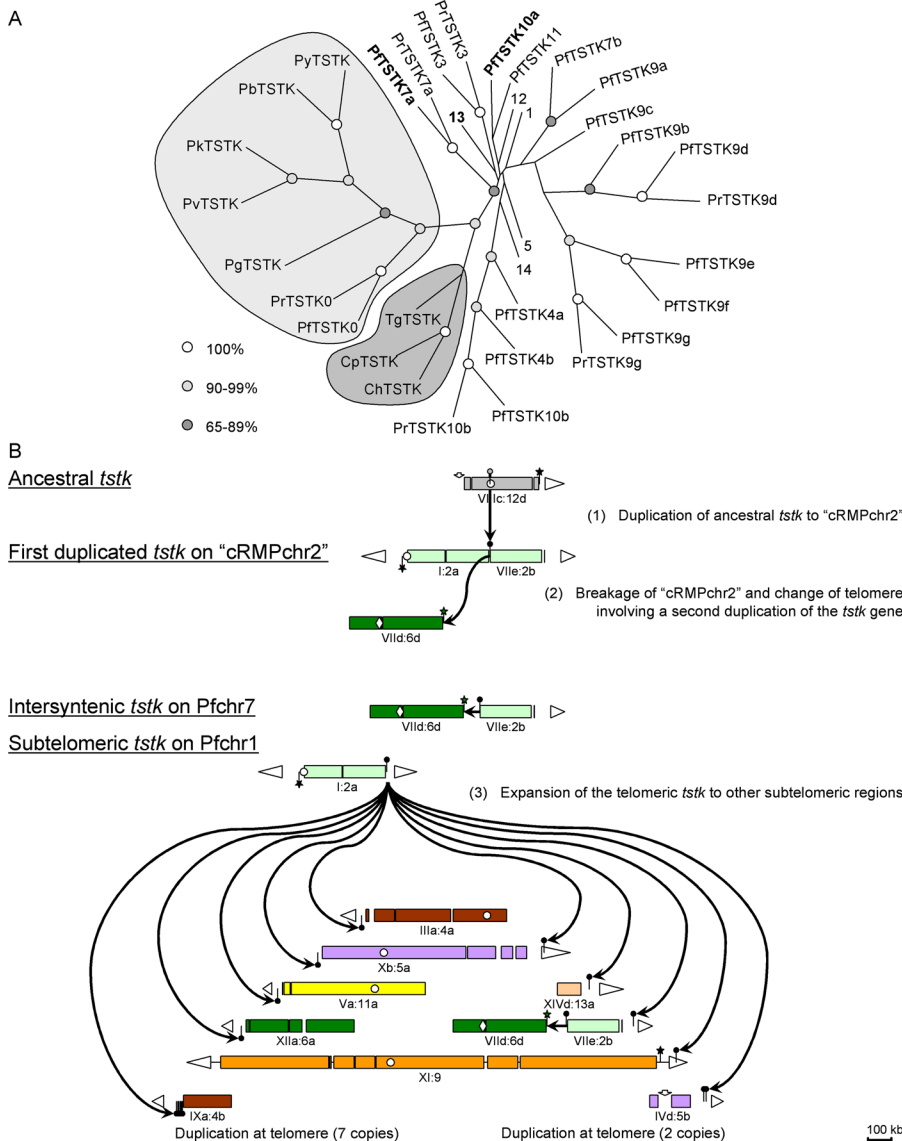 A
PyTSTK
PbTSTK
PkTSTK
PvTSTK
PgTSTK
PrTSTK0
PfTSTK0
PfTSTK7a
PrTSTK7a
PfTSTK3
PrTSTK3
13
PfTSTK10a
PfTSTK11
12
1
PfTSTK7b
PfTSTK9a
PfTSTK9c
PfTSTK9b
PfTSTK9d
PrTSTK9d
PfTSTK9e
PfTSTK9f
PfTSTK9g
PrTSTK9g
5
14
PfTSTK4a
PfTSTK4b
PfTSTK10b
PrTSTK10b
TgTSTK
CpTSTK
ChTSTK
100%
90-99%
65-89%
B
Ancestral tstk
VIIIc:12d
(1) Duplication of ancestral tstk to “cRMPchr2”
First duplicated tstk on “cRMPchr2”
I:2a
VIIe:2b
(2) Breakage of “cRMPchr2” and change of telomere
involving a second duplication of the tstk gene
VIId:6d
Intersyntenic tstk on Pfchr7
VIId:6d
VIIe:2b
Subtelomeric tstk on Pfchr1
I:2a
(3) Expansion of the telomeric tstk to other subtelomeric regions
IIIa:4a
Xb:5a
Va:11a
XIVd:13a
XIIa:6a
VIId:6d
VIIe:2b
XI:9
IXa:4b
IVd:5b
Duplication at telomere (7 copies)
Duplication at telomere (2 copies)
100 kb